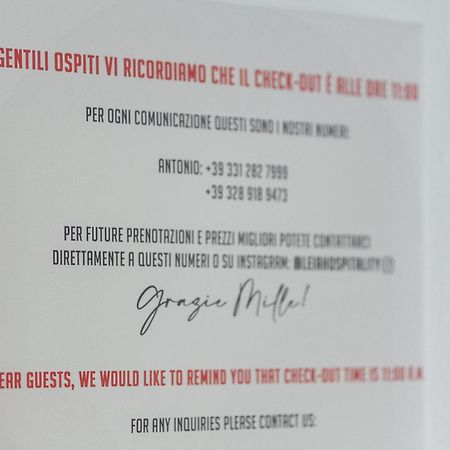 GENTILI OSPITI VI RICORDIAMO CHE IL CHECK-OUT È ALLE ORE 11:00
PER OGNI COMUNICAZIONE QUESTI SONO I NOSTRI NUMERI:
ANTONIO: +39 331 282 7999
+39 328 918 9473
PER FUTURE PRENOTAZIONI E PREZZI MIGLIORI POTETE CONTATTARCI
DIRETTAMENTE A QUESTI NUMERI O SU INSTAGRAM: @LEIAHOSPITALITY
Grazie Mille!
EAR GUESTS, WE WOULD LIKE TO REMIND YOU THAT CHECK-OUT TIME IS 11:00 A.M.
FOR ANY INQUIRIES PLEASE CONTACT US: